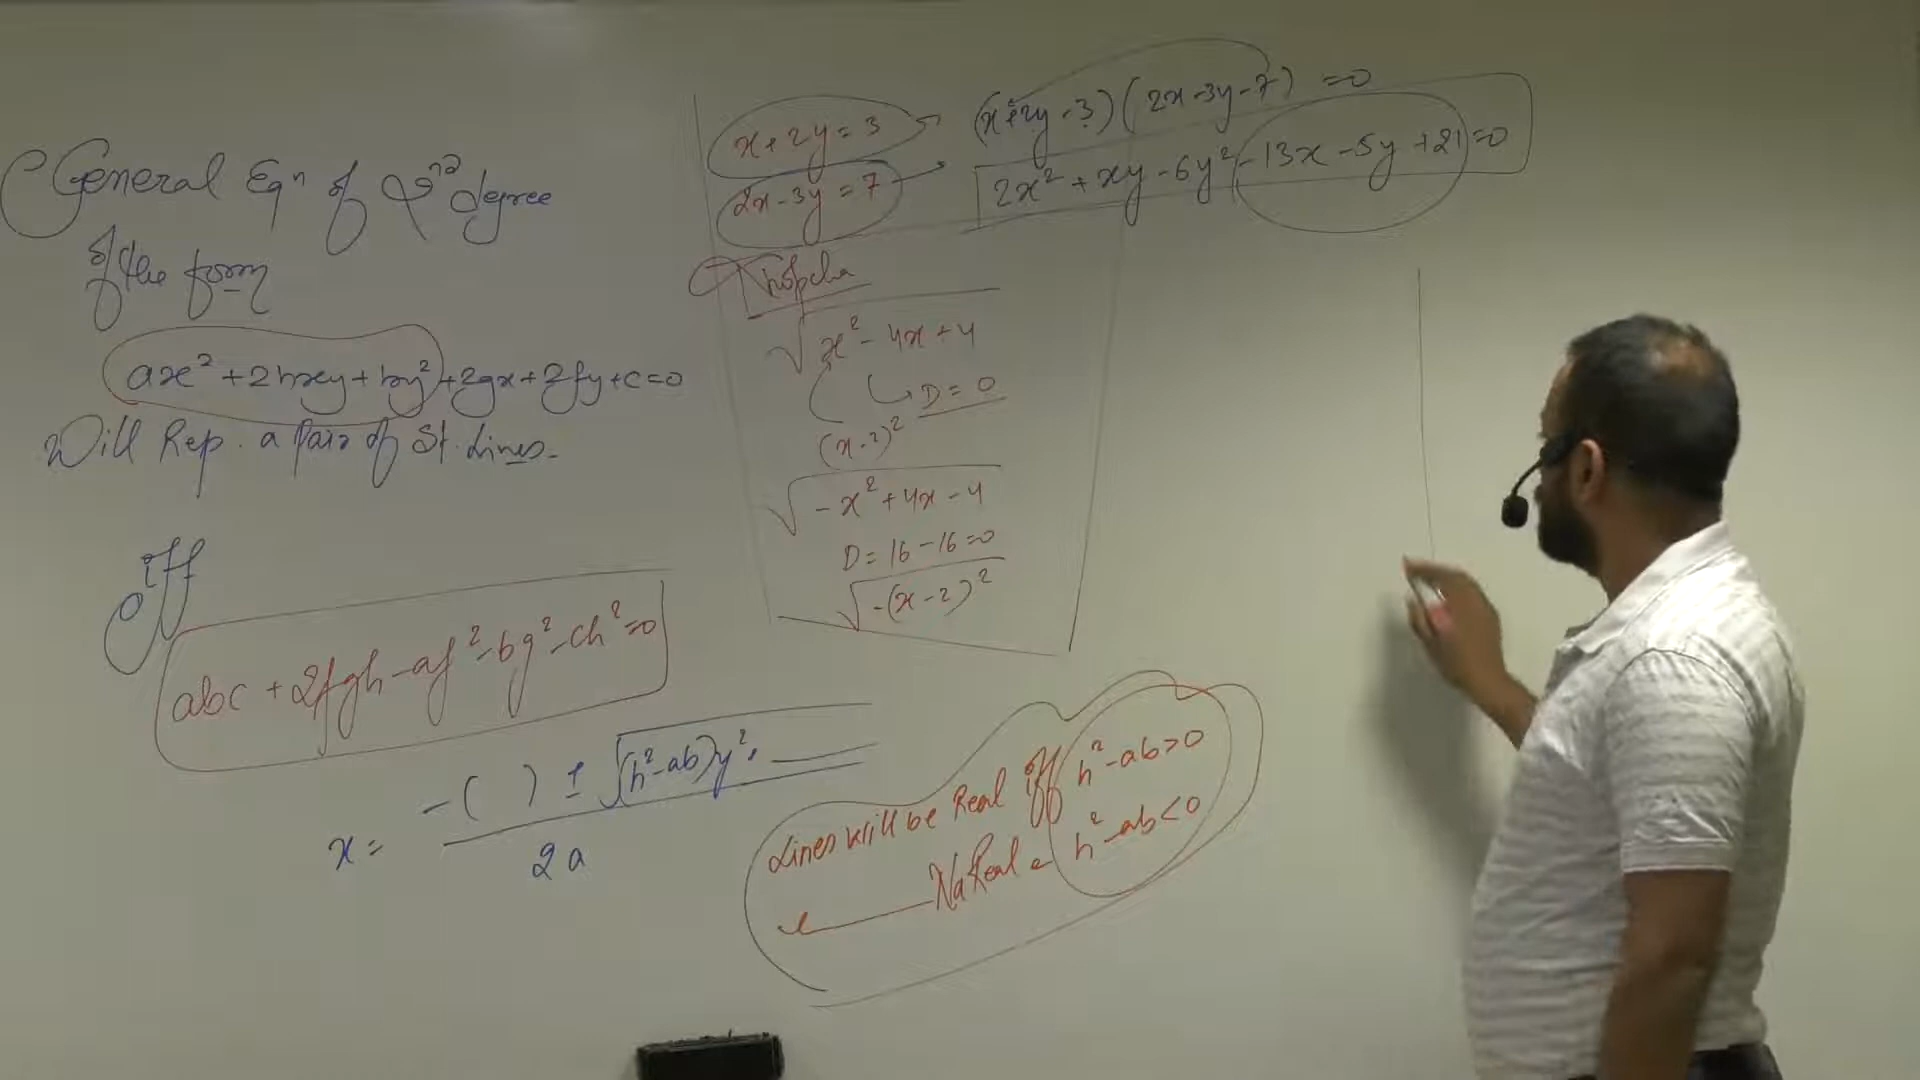 General Eqⁿ of 2ⁿᵈ degree
of the form
ax² + 2hxy + by² + 2gx + 2fy + c = 0
Will Rep. a Pair of St. Lines.
iff
abc + 2fgh - af² - bg² - ch² = 0
x = (-( ) ± √(h²-ab)y² + ___) / 2a
x + 2y = 3
2x - 3y = 7
(x + 2y - 3)(2x - 3y - 7) = 0
2x² + xy - 6y² - 13x - 5y + 21 = 0
√x² - 4x + 4
D = 0
(x - 2)²
√-x² + 4x - 4
D = 16 - 16 = 0
√-(x - 2)²
Lines will be Real iff h² - ab > 0
h² - ab < 0